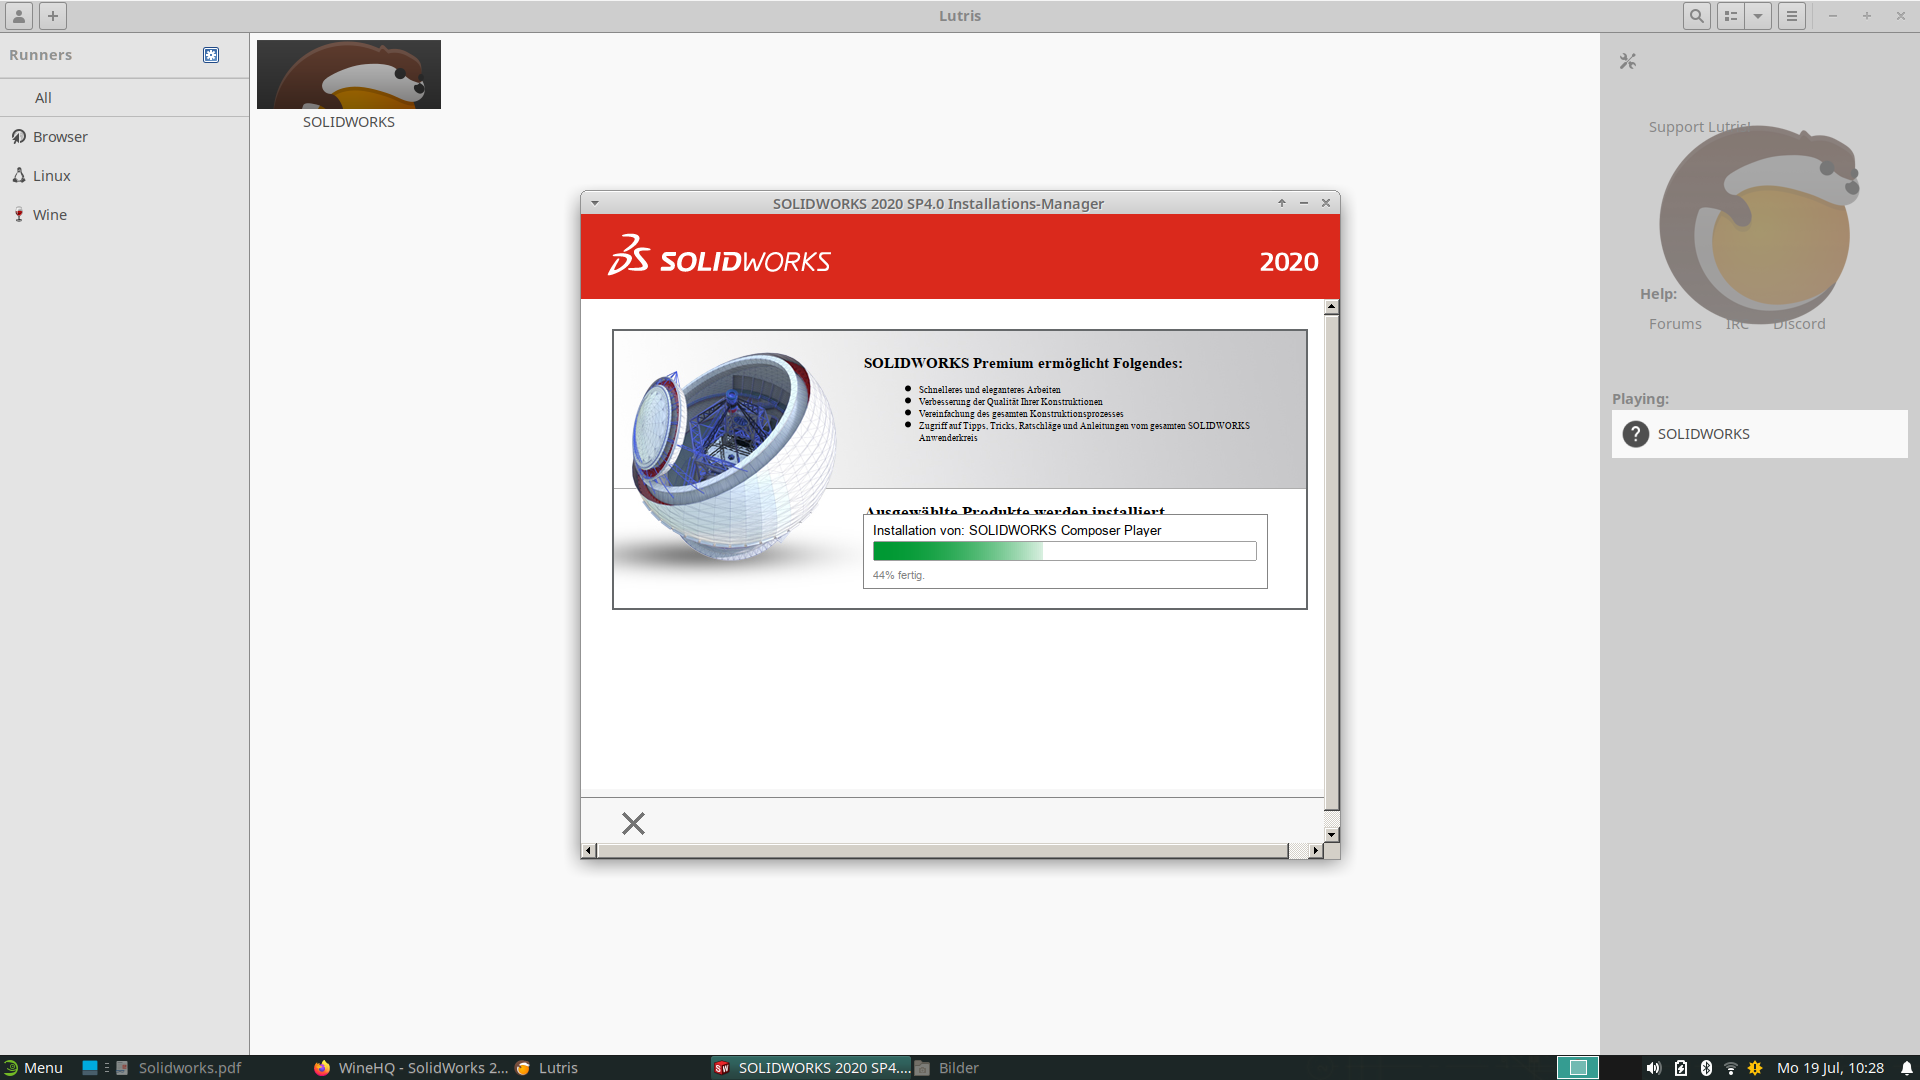 Lutris
Runners
All
Browser
Linux
Wine
SOLIDWORKS
Support Lutris!
Help:
Forums IRC Discord
Playing:
? SOLIDWORKS
SOLIDWORKS 2020 SP4.0 Installations-Manager
SOLIDWORKS 2020
SOLIDWORKS Premium ermöglicht Folgendes:
Schnelleres und eleganteres Arbeiten
Verbesserung der Qualität Ihrer Konstruktionen
Vereinfachung des gesamten Konstruktionsprozesses
Zugriff auf Tipps, Tricks, Ratschläge und Anleitungen vom gesamten SOLIDWORKS
Anwenderkreis
Ausgewählte Produkte werden installiert
Installation von: SOLIDWORKS Composer Player
44% fertig.
Menu Solidworks.pdf WineHQ - SolidWorks 2... Lutris SW SOLIDWORKS 2020 SP4.... Bilder Mo 19 Jul, 10:28